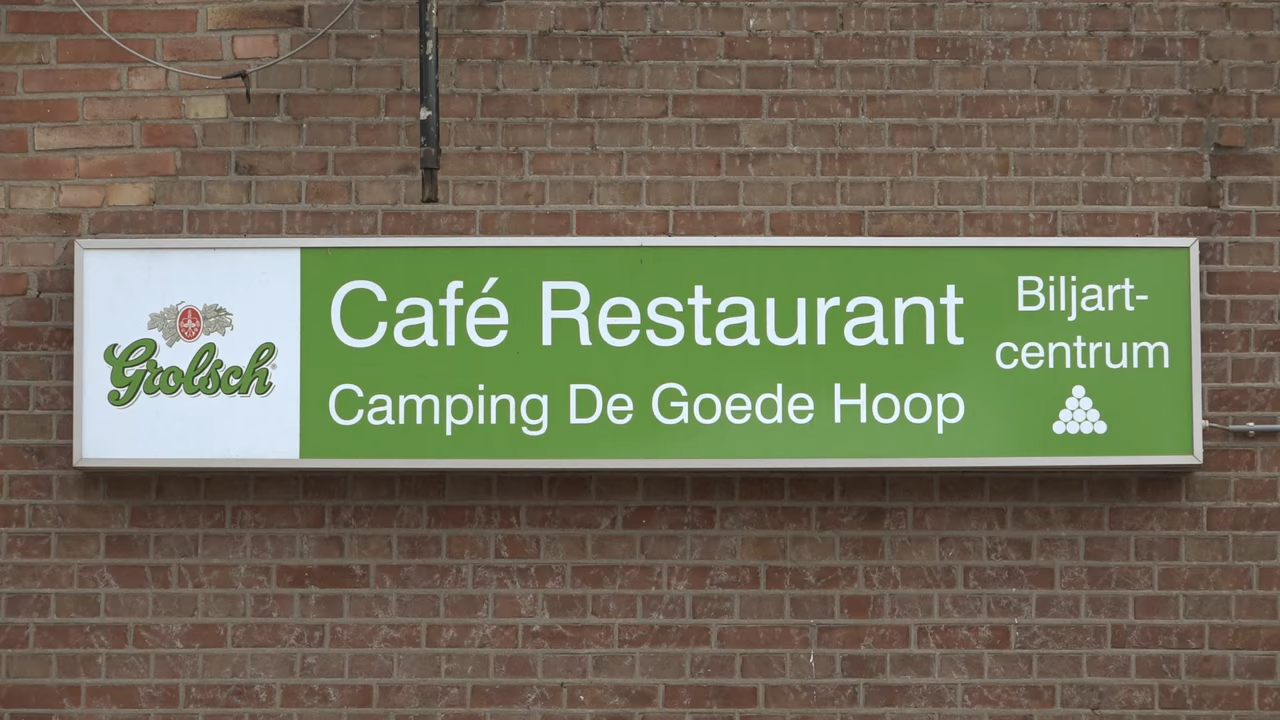 Grolsch
Café Restaurant
Camping De Goede Hoop
Biljart-
centrum